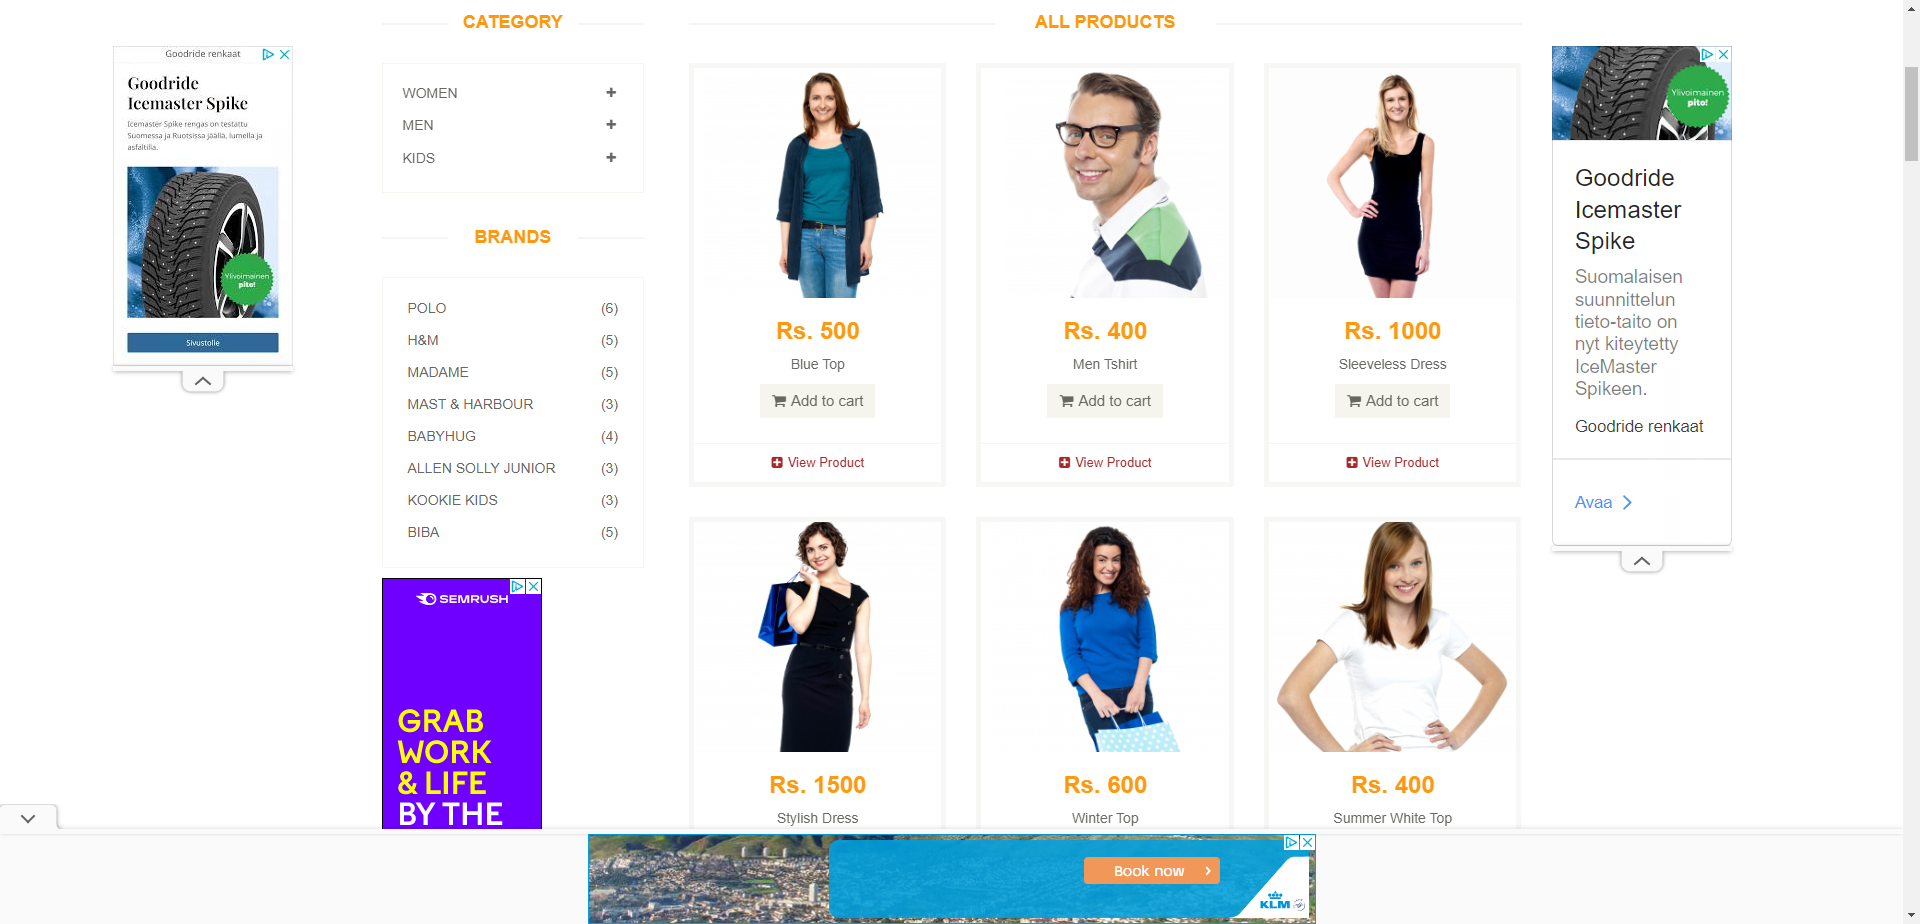 CATEGORY
ALL PRODUCTS
Goodride renkaat
Goodride
Icemaster Spike
Icemaster Spike rengas on testattu
Suomessa ja Ruotsissa jäällä, lumella ja
asfaltilla.
Ylivoimainen
pito!
Sivustolle
WOMEN
MEN
KIDS
BRANDS
POLO (6)
H&M (5)
MADAME (5)
MAST & HARBOUR (3)
BABYHUG (4)
ALLEN SOLLY JUNIOR (3)
KOOKIE KIDS (3)
BIBA (5)
SEMRUSH
GRAB
WORK
& LIFE
BY THE
Rs. 500
Blue Top
Add to cart
View Product
Rs. 400
Men Tshirt
Add to cart
View Product
Rs. 1000
Sleeveless Dress
Add to cart
View Product
Rs. 1500
Stylish Dress
Rs. 600
Winter Top
Rs. 400
Summer White Top
Ylivoimainen
pito!
Goodride
Icemaster
Spike
Suomalaisen
suunnittelun
tieto-taito on
nyt kiteytetty
IceMaster
Spikeen.
Goodride renkaat
Avaa
Book now
KLM